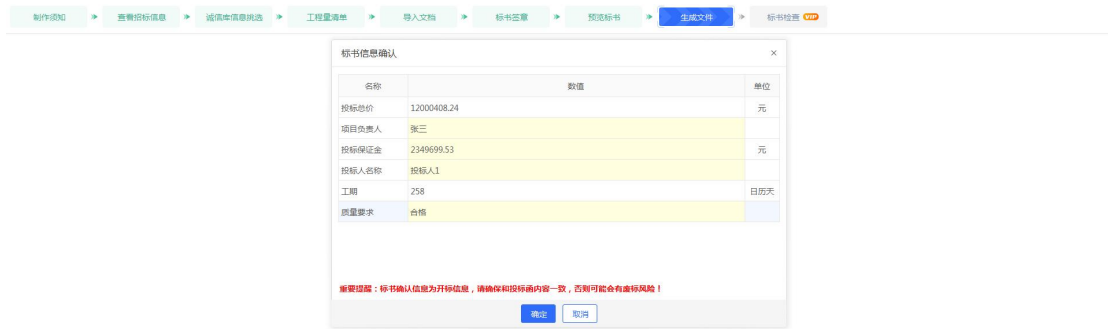 制作须知 查看招标信息 诚信库信息挑选 工程量清单 导入文档 标书签章 预览标书 生成文件 标书检查 VIP
标书信息确认 ×
名称 数值 单位
投标总价 12000408.24 元
项目负责人 张三
投标保证金 2349699.53 元
投标人名称 投标人1
工期 258 日历天
质量要求 合格
重要提醒：标书确认信息为开标信息，请确保和投标函内容一致，否则可能会有废标风险！
确定 取消